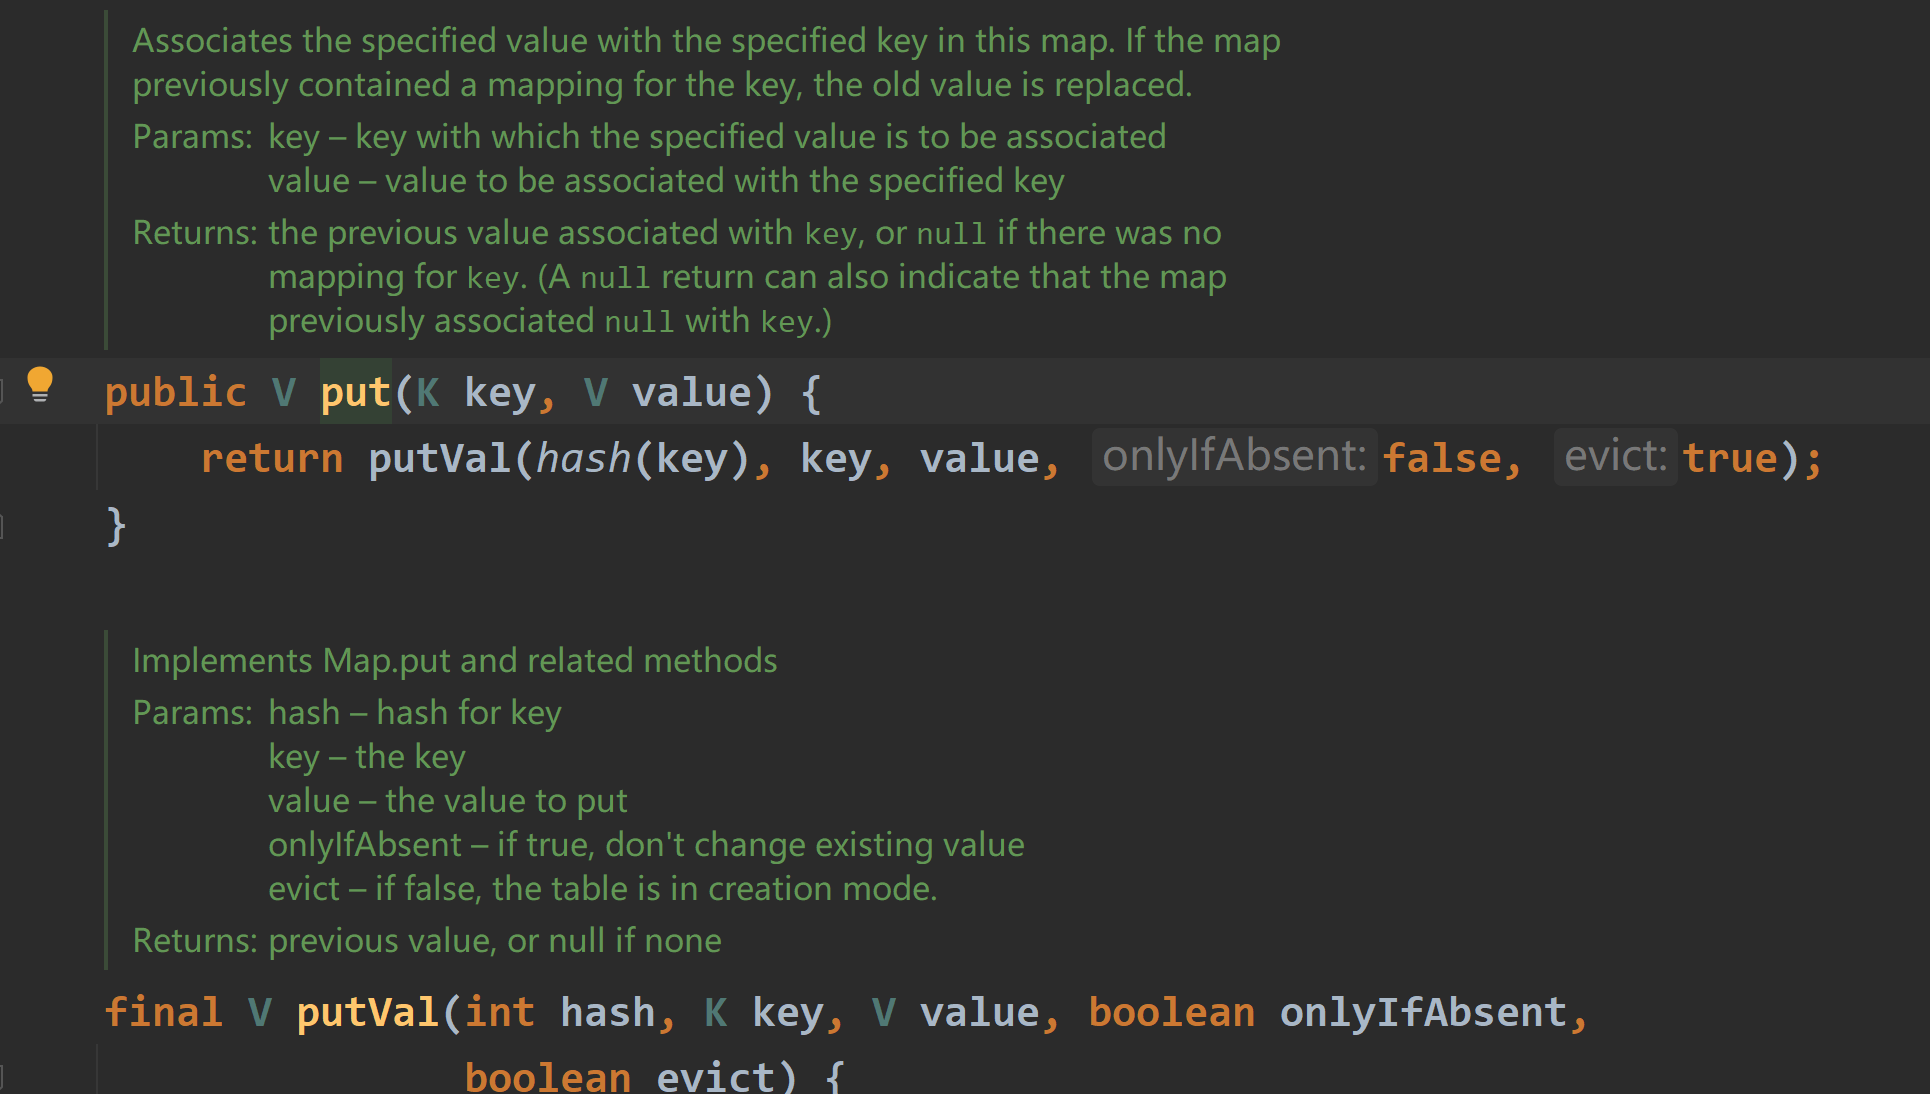 Associates the specified value with the specified key in this map. If the map
previously contained a mapping for the key, the old value is replaced.
Params: key – key with which the specified value is to be associated
value – value to be associated with the specified key
Returns: the previous value associated with key, or null if there was no
mapping for key. (A null return can also indicate that the map
previously associated null with key.)
public V put(K key, V value) {
return putVal(hash(key), key, value, onlyIfAbsent: false, evict: true);
}
Implements Map.put and related methods
Params: hash – hash for key
key – the key
value – the value to put
onlyIfAbsent – if true, don't change existing value
evict – if false, the table is in creation mode.
Returns: previous value, or null if none
final V putVal(int hash, K key, V value, boolean onlyIfAbsent,
boolean evict) {